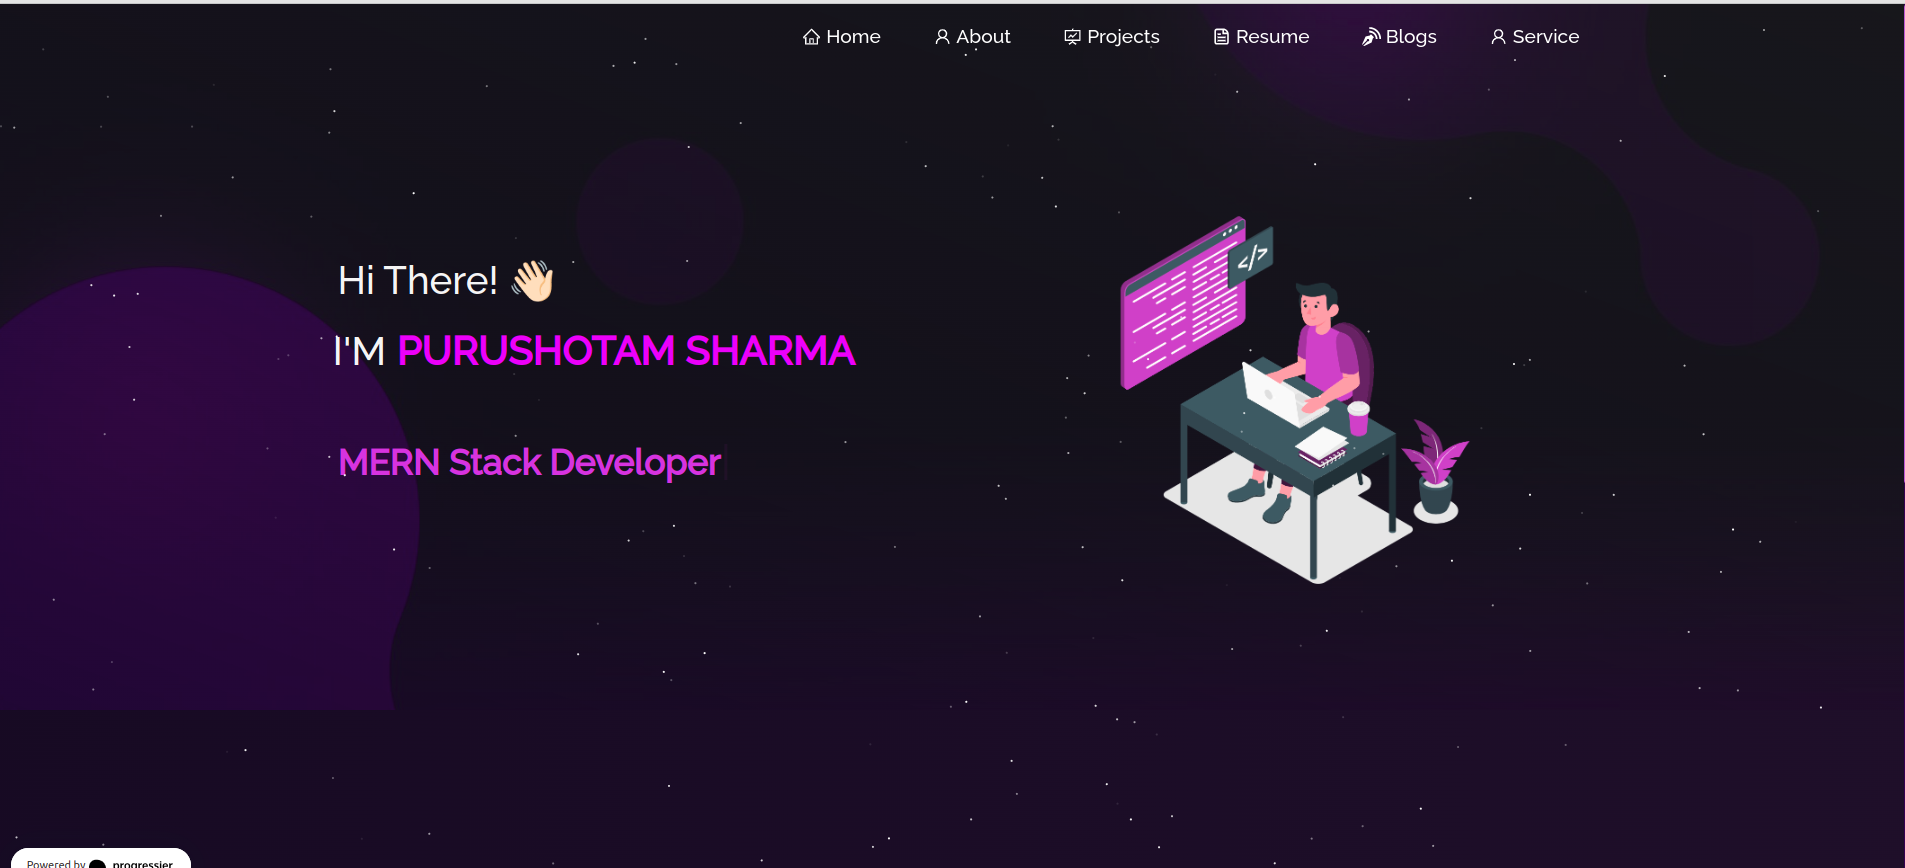 Home About Projects Resume Blogs Service
Hi There! 👋🏻
I'M PURUSHOTAM SHARMA
</>
MERN Stack Developer
Powered by progressier